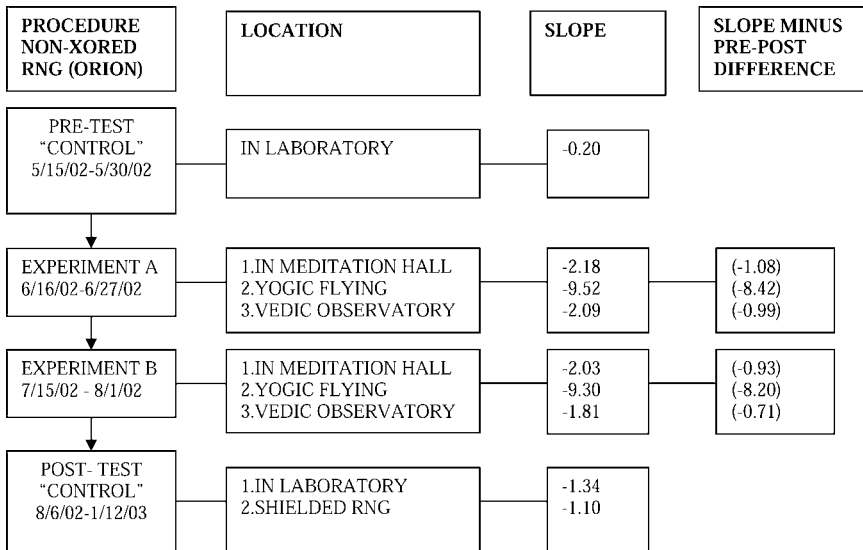 PROCEDURE
NON-XORED
RNG (ORION)
LOCATION
SLOPE
SLOPE MINUS
PRE-POST
DIFFERENCE
PRE-TEST
“CONTROL”
5/15/02-5/30/02
IN LABORATORY
-0.20
EXPERIMENT A
6/16/02-6/27/02
1.IN MEDITATION HALL
2.YOGIC FLYING
3.VEDIC OBSERVATORY
-2.18
-9.52
-2.09
(-1.08)
(-8.42)
(-0.99)
EXPERIMENT B
7/15/02 - 8/1/02
1.IN MEDITATION HALL
2.YOGIC FLYING
3.VEDIC OBSERVATORY
-2.03
-9.30
-1.81
(-0.93)
(-8.20)
(-0.71)
POST- TEST
“CONTROL”
8/6/02-1/12/03
1.IN LABORATORY
2.SHIELDED RNG
-1.34
-1.10